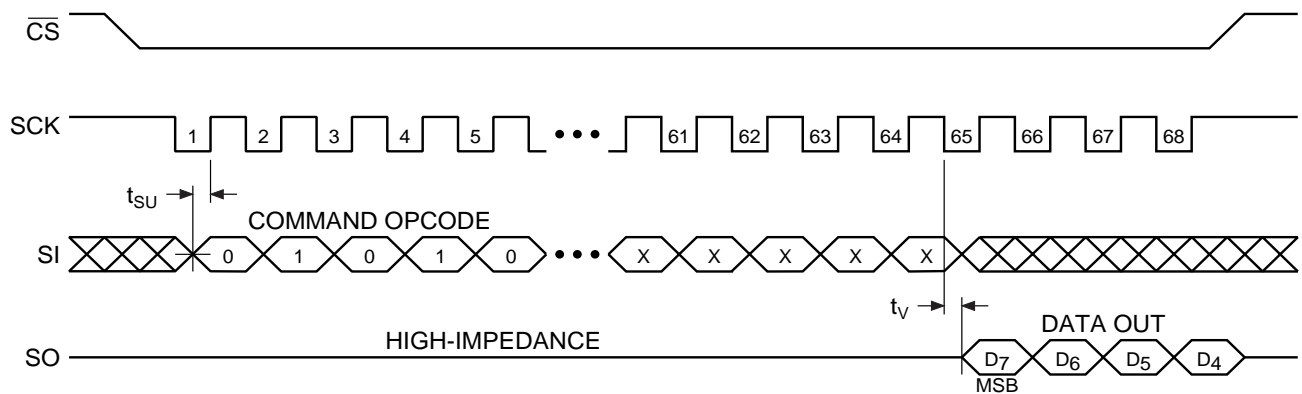 CS
SCK 1 2 3 4 5 ••• 61 62 63 64 65 66 67 68
tSU
COMMAND OPCODE
SI 0 1 0 1 0 ••• X X X X X
tV
HIGH-IMPEDANCE
DATA OUT
SO D7 D6 D5 D4
MSB